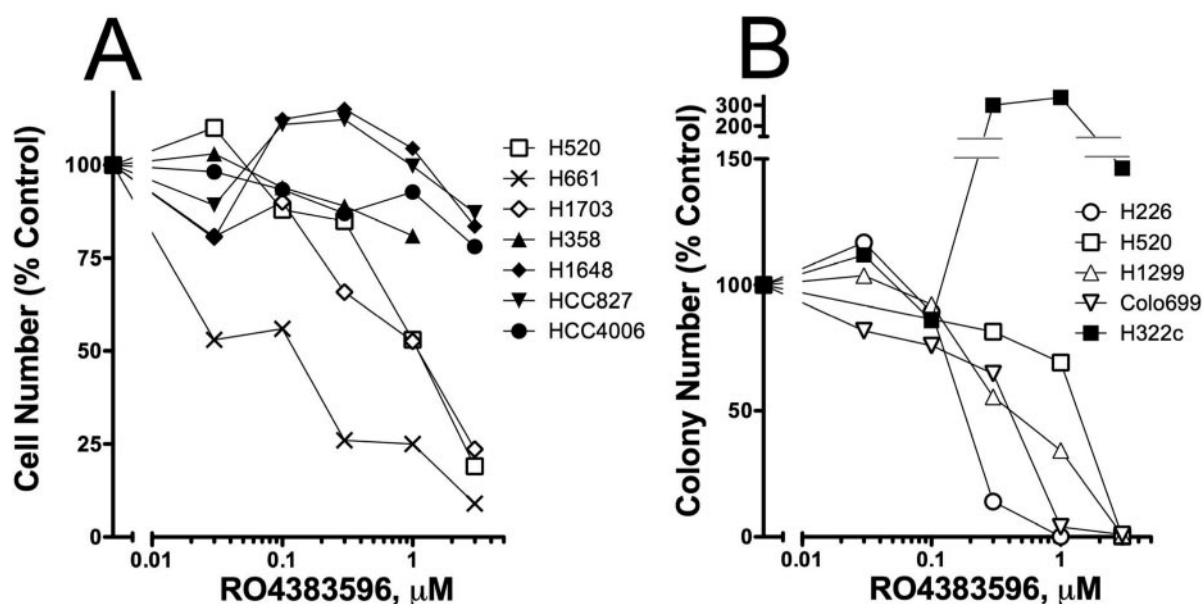 A
Cell Number (% Control)
100
75
50
25
0
0.01
0.1
1
RO4383596, μM
H520
H661
H1703
H358
H1648
HCC827
HCC4006
B
Colony Number (% Control)
300
200
150
100
50
0
0.01
0.1
1
RO4383596, μM
H226
H520
H1299
Colo699
H322c